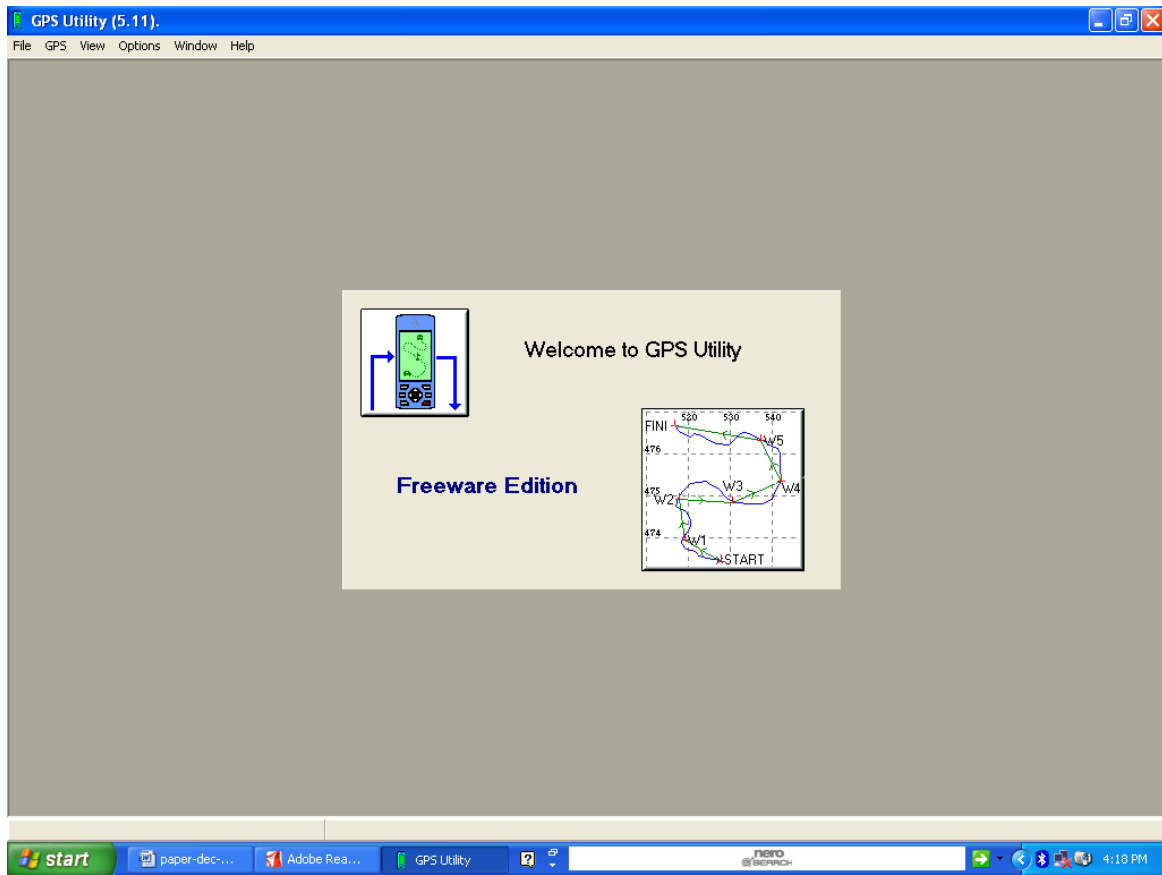 GPS Utility (5.11).
File GPS View Options Window Help
Welcome to GPS Utility
Freeware Edition
520 530 540
FINI
W5
476
W3
W4
475
W2
474
W1
START
start paper-dec-... Adobe Rea... GPS Utility nero @SEARCH 4:18 PM